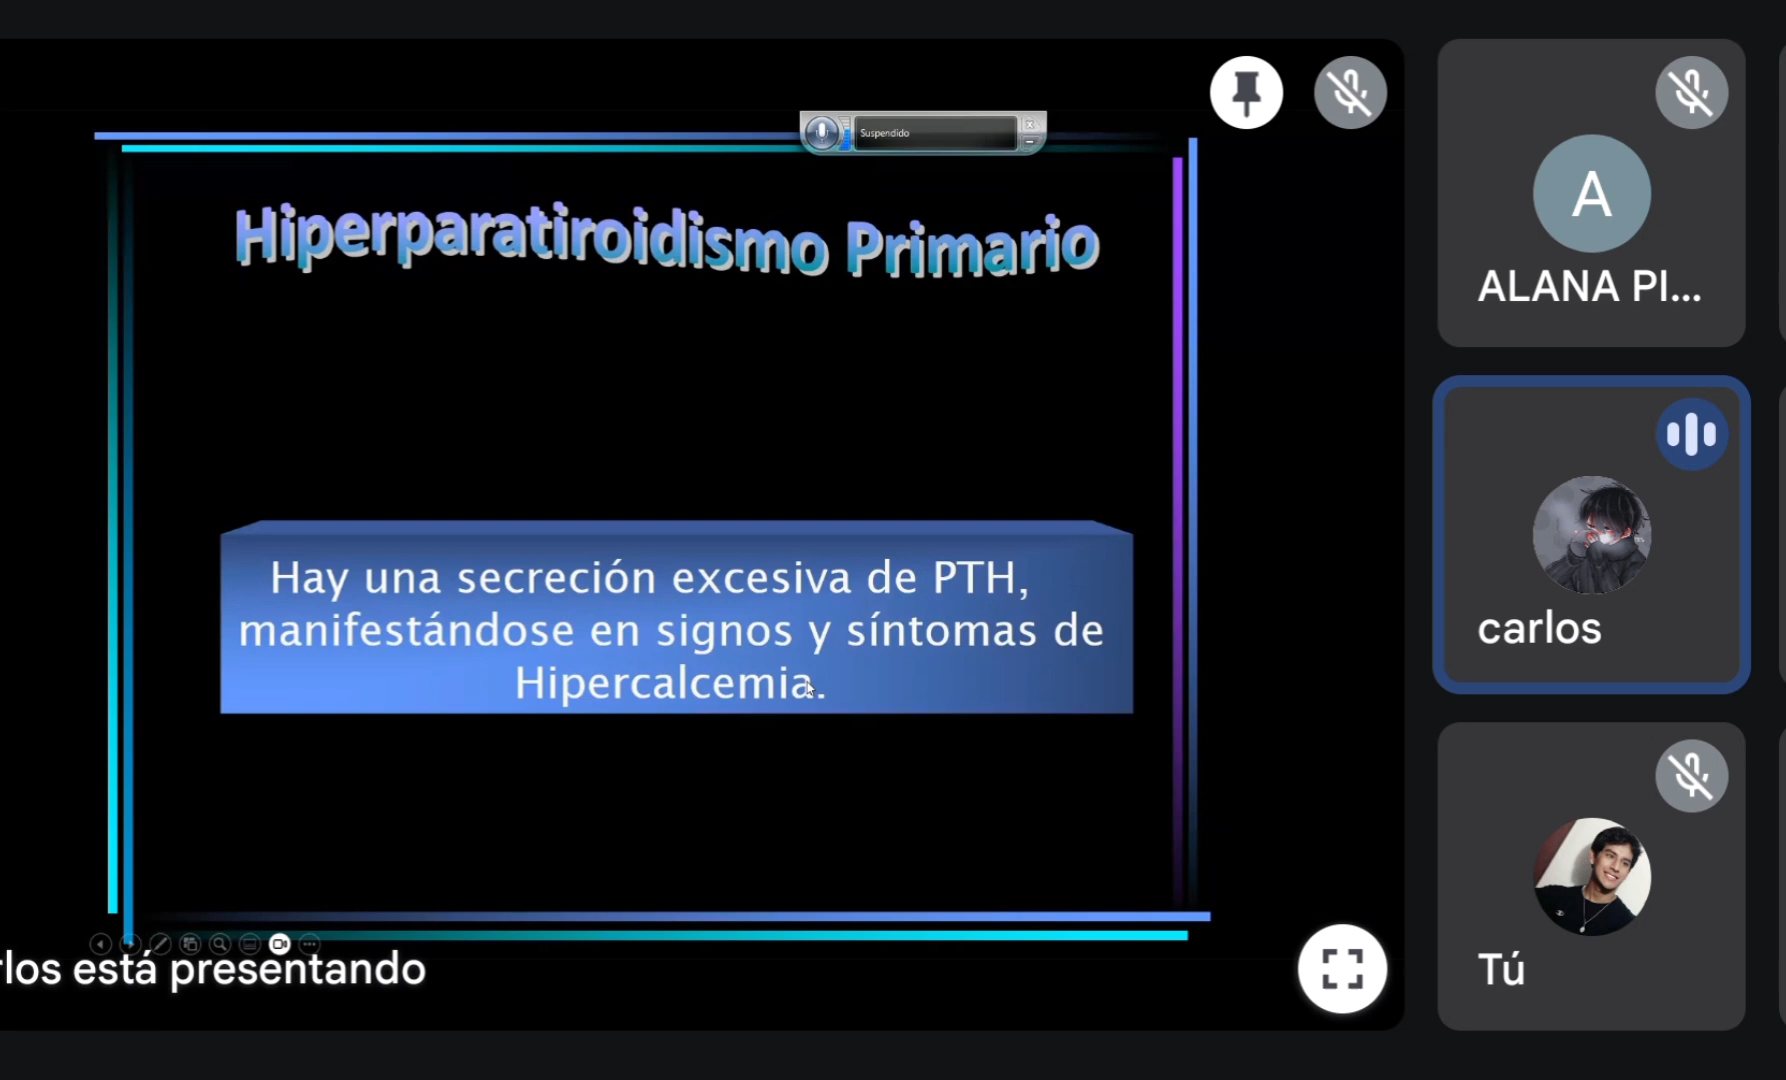 Suspendido
Hiperparatiroidismo Primario
Hay una secreción excesiva de PTH,
manifestándose en signos y síntomas de
Hipercalcemia.
rlos está presentando
A
ALANA PI...
carlos
Tú